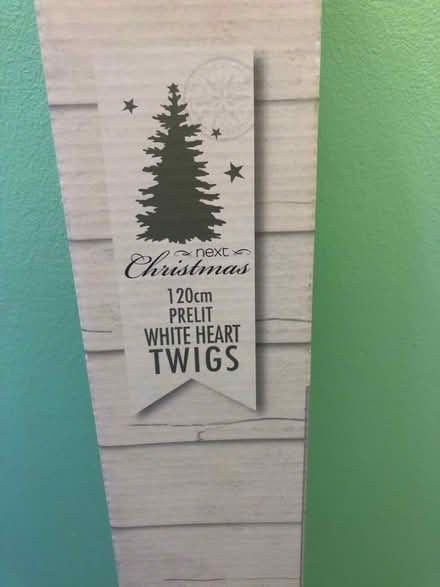 next
Christmas
120cm
PRELIT
WHITE HEART
TWIGS